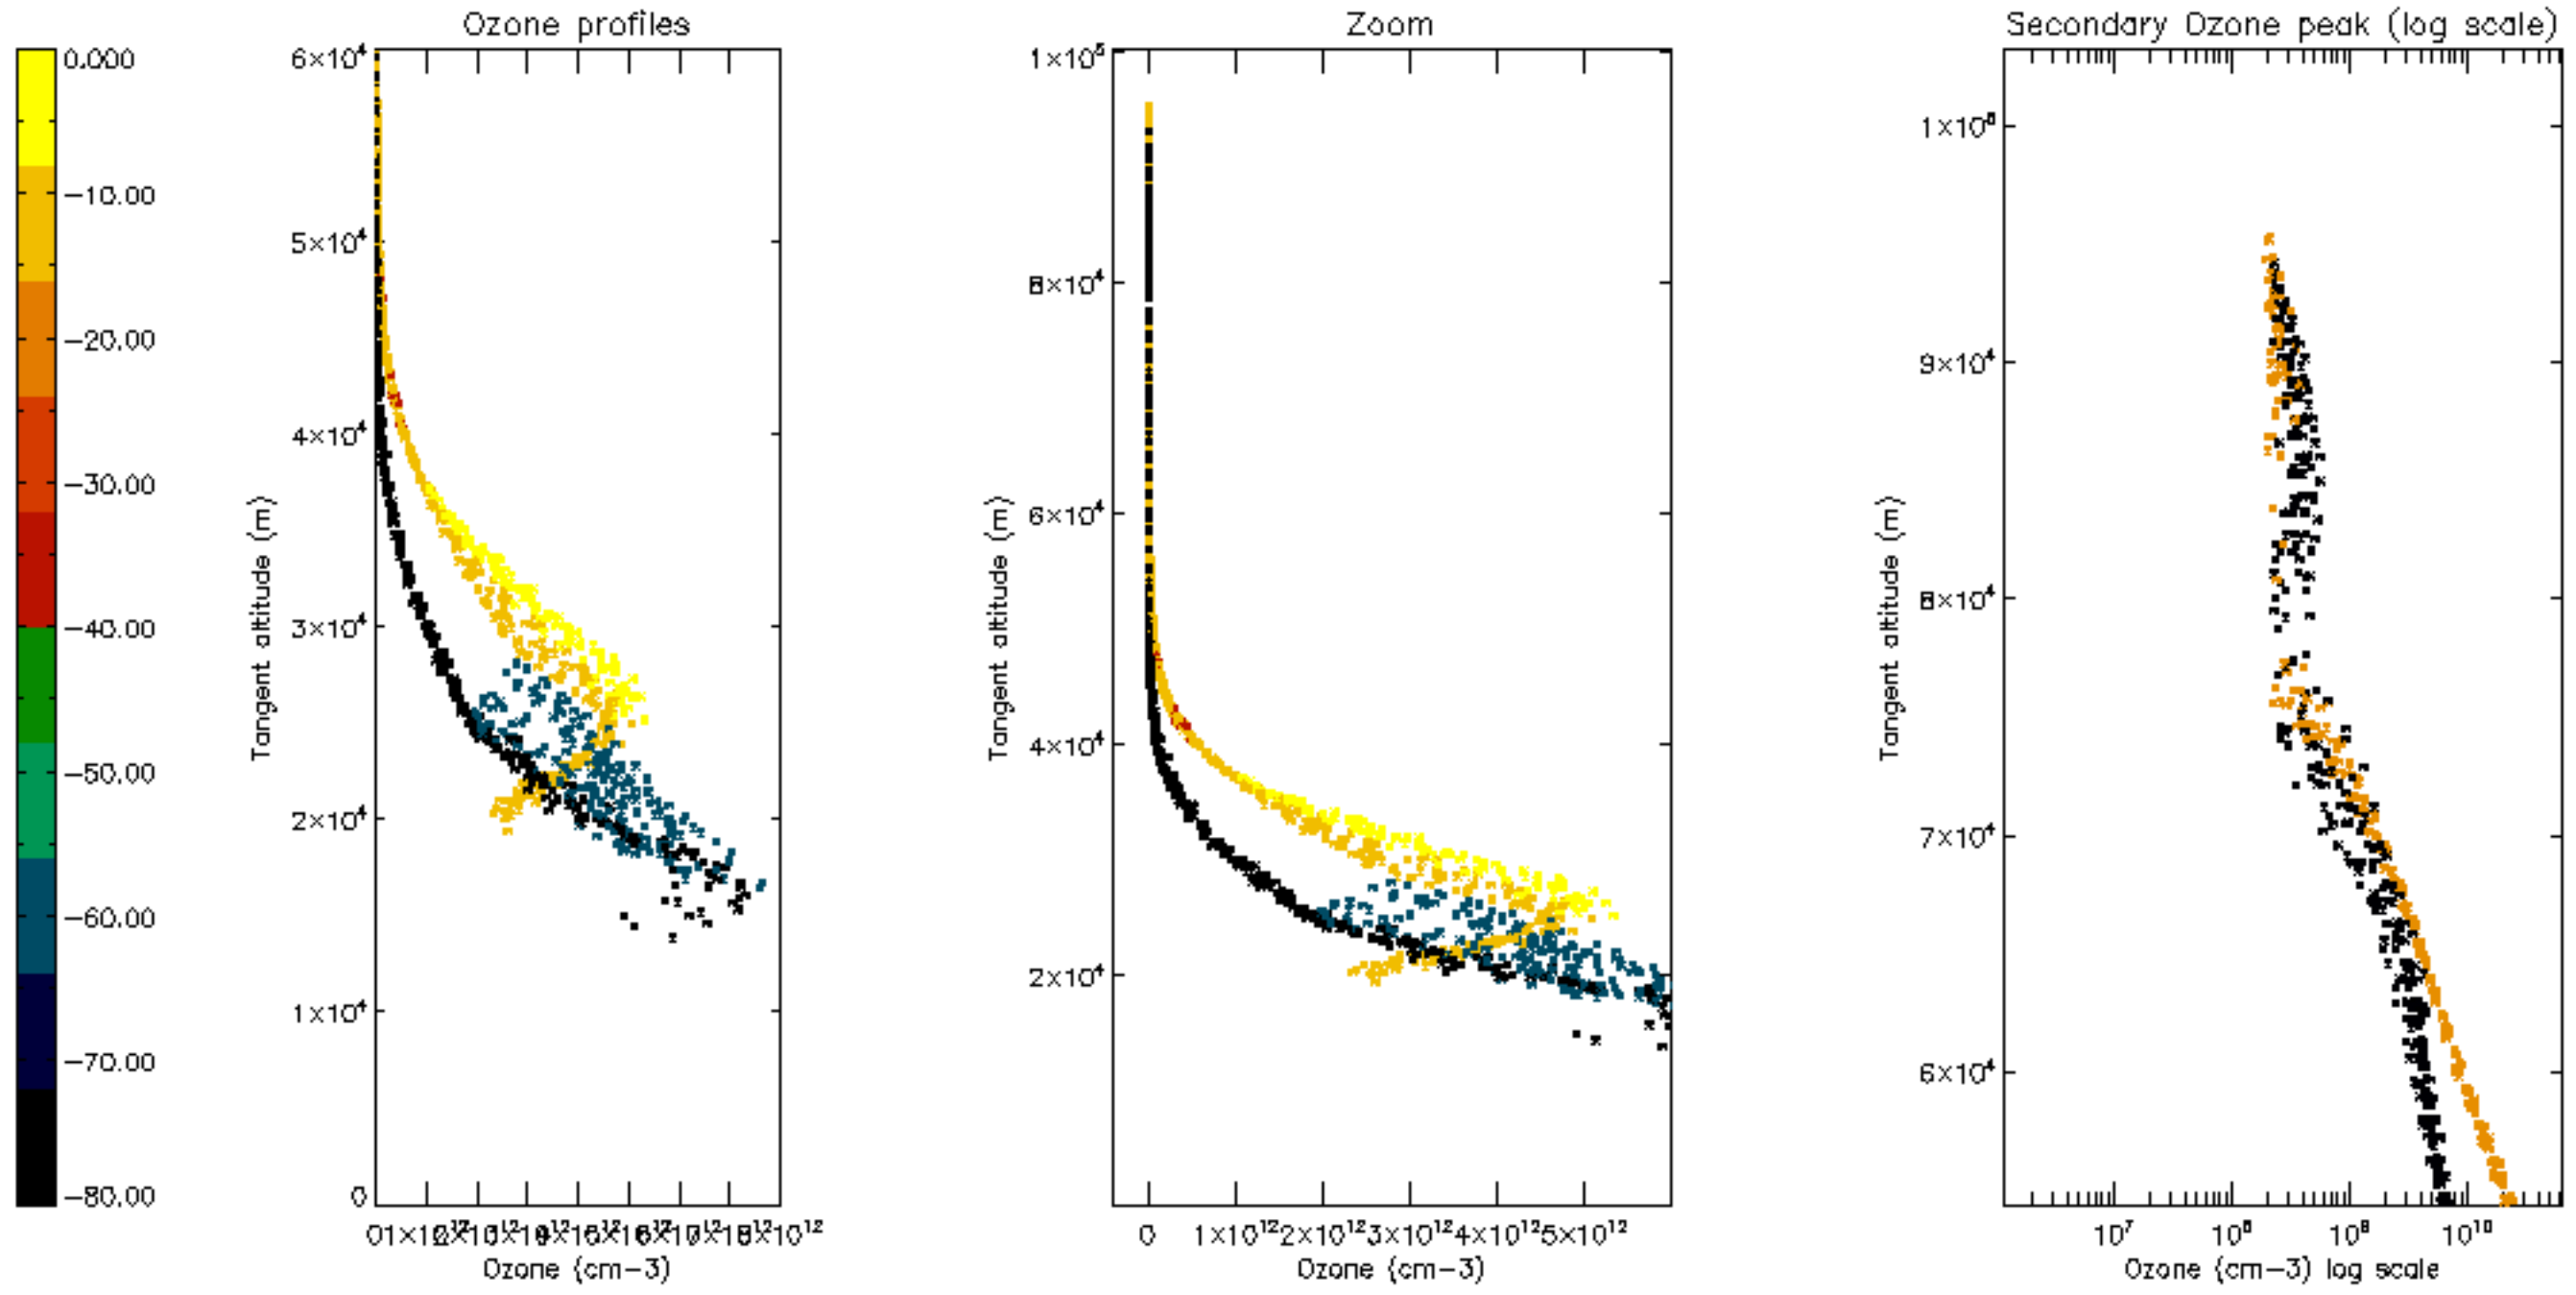 Ozone profiles
Zoom
Secondary Ozone peak (log scale)
0.000
−10.00
−20.00
−30.00
−40.00
−50.00
−60.00
−70.00
−80.00
6×10⁴
5×10⁴
4×10⁴
3×10⁴
2×10⁴
1×10⁴
0
Tangent altitude (m)
Ozone (cm−3)
1×10⁵
8×10⁴
6×10⁴
4×10⁴
2×10⁴
Tangent altitude (m)
0 1×10¹² 2×10¹² 3×10¹² 4×10¹² 5×10¹²
Ozone (cm−3)
1×10⁵
9×10⁴
8×10⁴
7×10⁴
6×10⁴
Tangent altitude (m)
10⁷ 10⁸ 10⁹ 10¹⁰
Ozone (cm−3) log scale